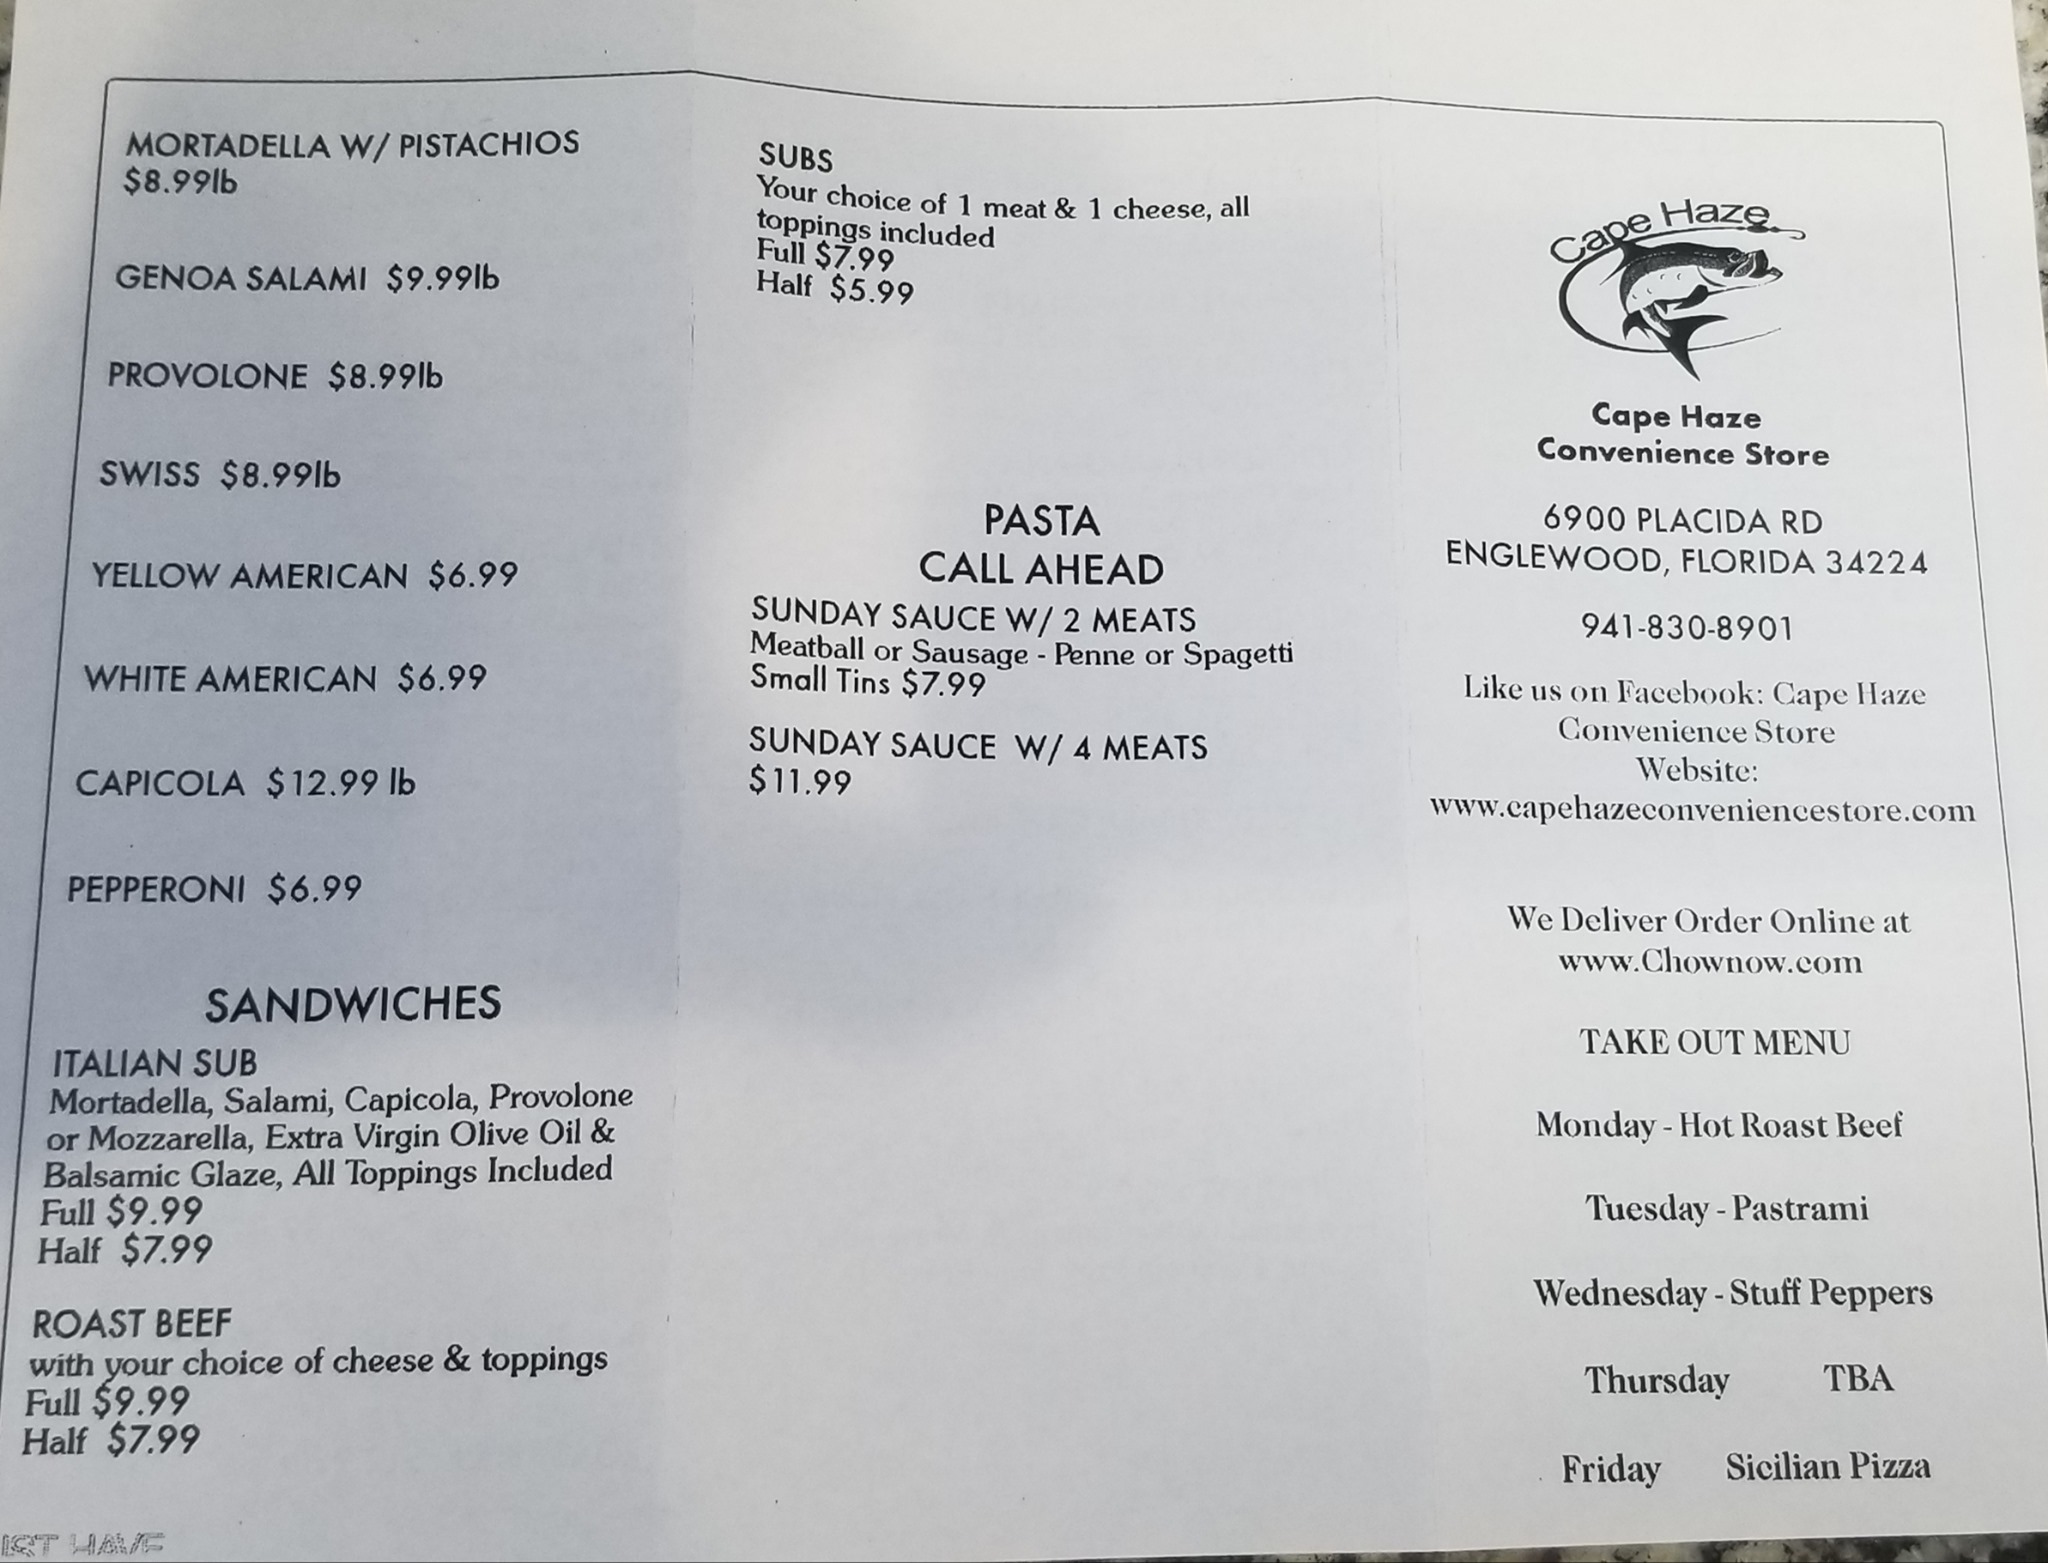 MORTADELLA W/ PISTACHIOS
$8.99lb
GENOA SALAMI $9.99lb
PROVOLONE $8.99lb
SWISS $8.99lb
YELLOW AMERICAN $6.99
WHITE AMERICAN $6.99
CAPICOLA $12.99 lb
PEPPERONI $6.99
SANDWICHES
ITALIAN SUB
Mortadella, Salami, Capicola, Provolone
or Mozzarella, Extra Virgin Olive Oil &
Balsamic Glaze, All Toppings Included
Full $9.99
Half $7.99
ROAST BEEF
with your choice of cheese & toppings
Full $9.99
Half $7.99
SUBS
Your choice of 1 meat & 1 cheese, all
toppings included
Full $7.99
Half $5.99
PASTA
CALL AHEAD
SUNDAY SAUCE W/ 2 MEATS
Meatball or Sausage - Penne or Spagetti
Small Tins $7.99
SUNDAY SAUCE W/ 4 MEATS
$11.99
Cape Haze
Cape Haze
Convenience Store
6900 PLACIDA RD
ENGLEWOOD, FLORIDA 34224
941-830-8901
Like us on Facebook: Cape Haze
Convenience Store
Website:
www.capehazeconveniencestore.com
We Deliver Order Online at
www.Chownow.com
TAKE OUT MENU
Monday - Hot Roast Beef
Tuesday - Pastrami
Wednesday - Stuff Peppers
Thursday TBA
Friday Sicilian Pizza